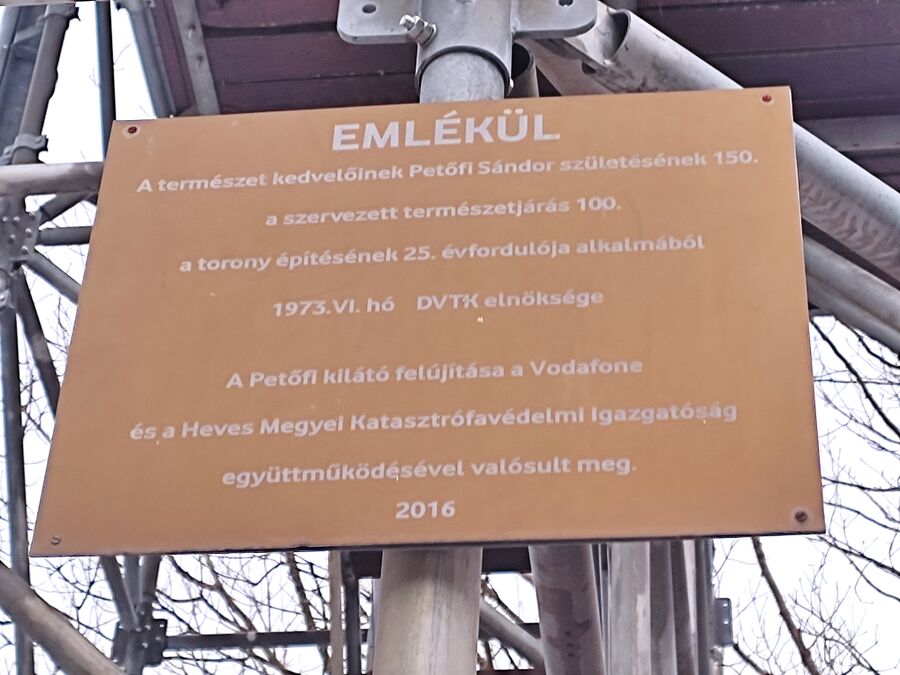 EMLÉKÜL
A természet kedvelőinek Petőfi Sándor születésének 150.
a szervezett természetjárás 100.
a torony építésének 25. évfordulója alkalmából
1973.VI. hó DVTK elnöksége
A Petőfi kilátó felújítása a Vodafone
és a Heves Megyei Katasztrófavédelmi Igazgatóság
együttműködésével valósult meg.
2016